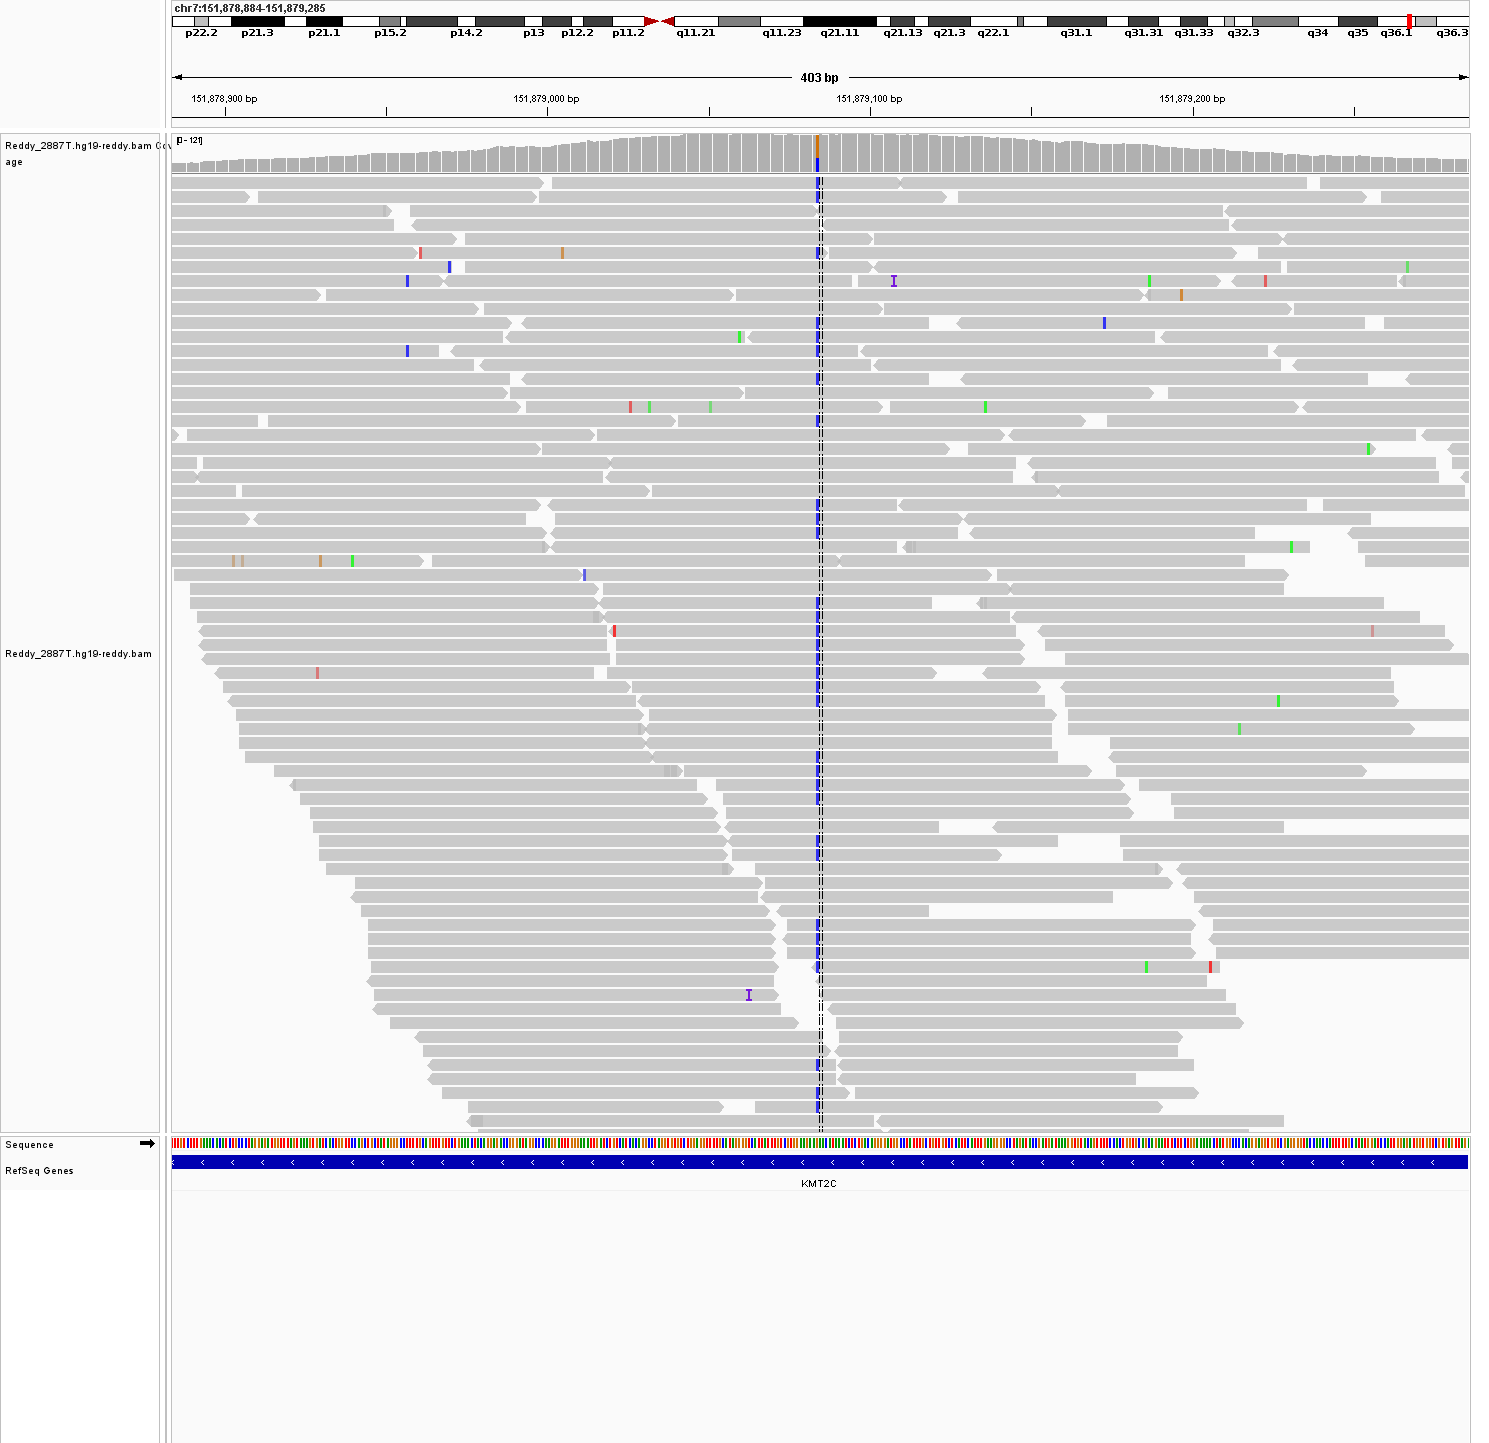 chr7:151,878,884-151,879,285
p22.2 p21.3 p21.1 p15.2 p14.2 p13 p12.2 p11.2 q11.21 q11.23 q21.11 q21.13 q21.3 q22.1 q31.1 q31.31 q31.33 q32.3 q34 q35 q36.1 q36.3
403 bp
151,878,900 bp 151,879,000 bp 151,879,100 bp 151,879,200 bp
Reddy_2887T.hg19-reddy.bam Cov
age
[0 - 121]
Reddy_2887T.hg19-reddy.bam
Sequence
RefSeq Genes
KMT2C